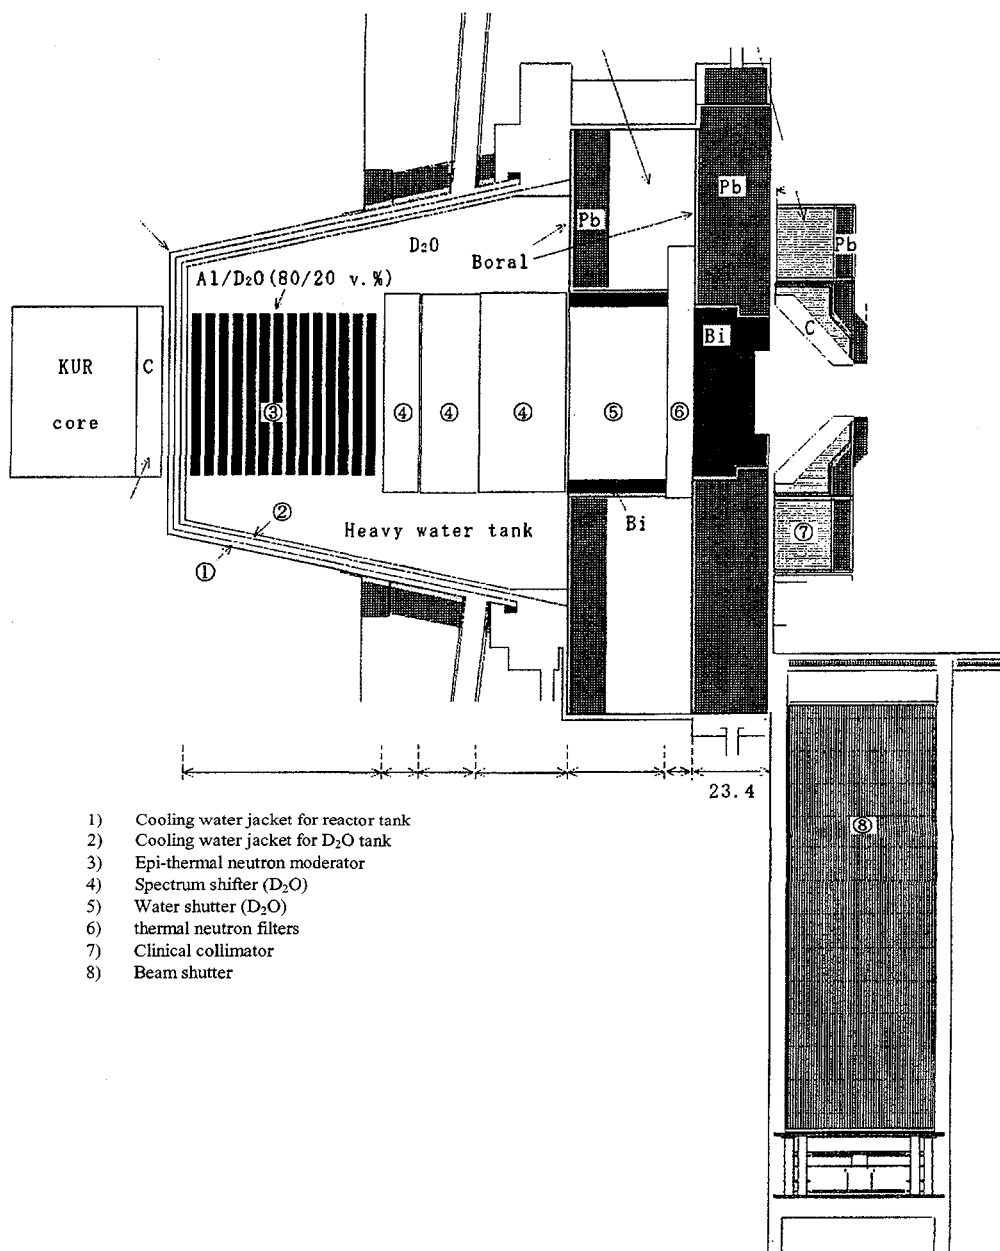 Pb
D₂O
Pb
Pb
Boral
Al/D₂O(80/20 v.%)
C
Bi
KUR
C
core
③
④
④
④
⑤
⑥
②
Heavy water tank
Bi
⑦
①
23.4
⑧
1) Cooling water jacket for reactor tank
2) Cooling water jacket for D₂O tank
3) Epi-thermal neutron moderator
4) Spectrum shifter (D₂O)
5) Water shutter (D₂O)
6) thermal neutron filters
7) Clinical collimator
8) Beam shutter